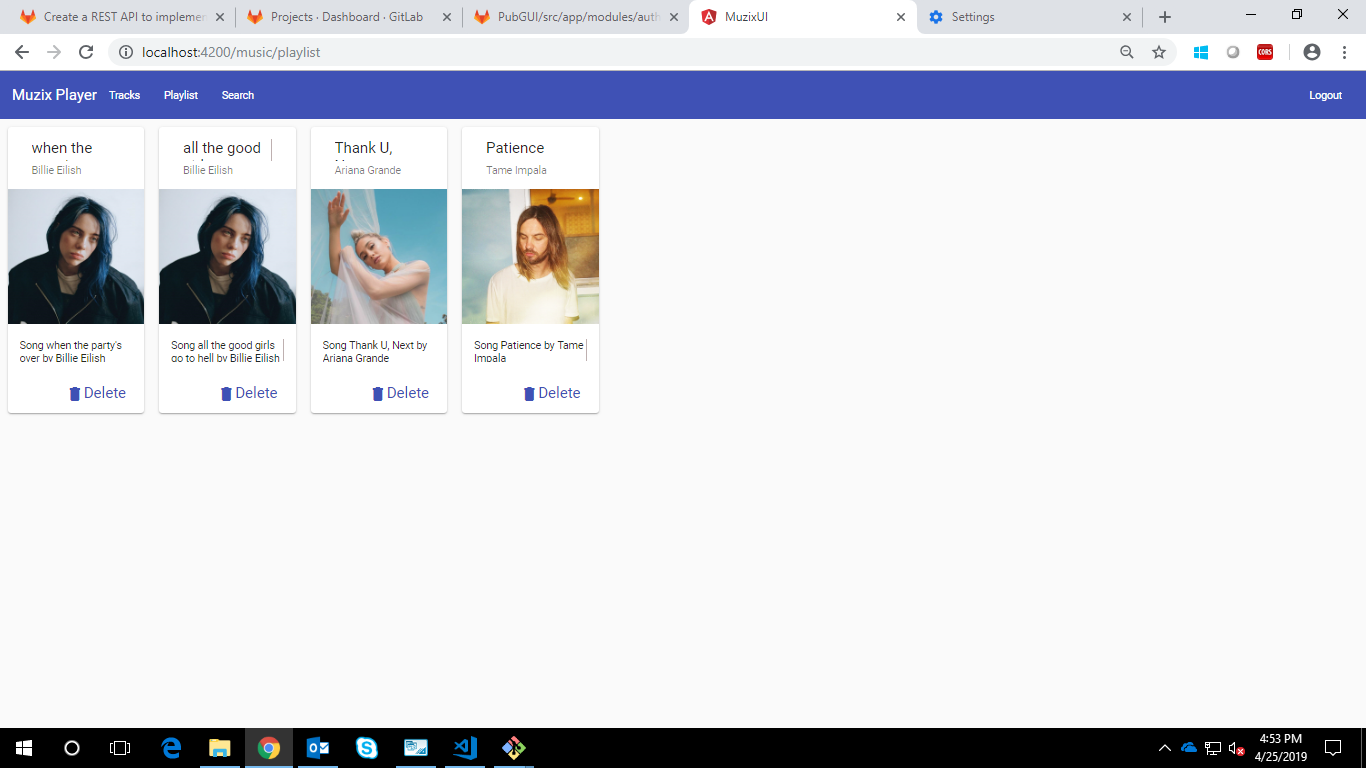 Create a REST API to implemen
Projects · Dashboard · GitLab
PubGUI/src/app/modules/auth
MuzixUI
Settings
localhost:4200/music/playlist
CORS
Muzix Player Tracks Playlist Search Logout
when the
Billie Eilish
Song when the party's
over by Billie Eilish
Delete
all the good
Billie Eilish
Song all the good girls
go to hell by Billie Eilish
Delete
Thank U,
Ariana Grande
Song Thank U, Next by
Ariana Grande
Delete
Patience
Tame Impala
Song Patience by Tame
Impala
Delete
4:53 PM
4/25/2019